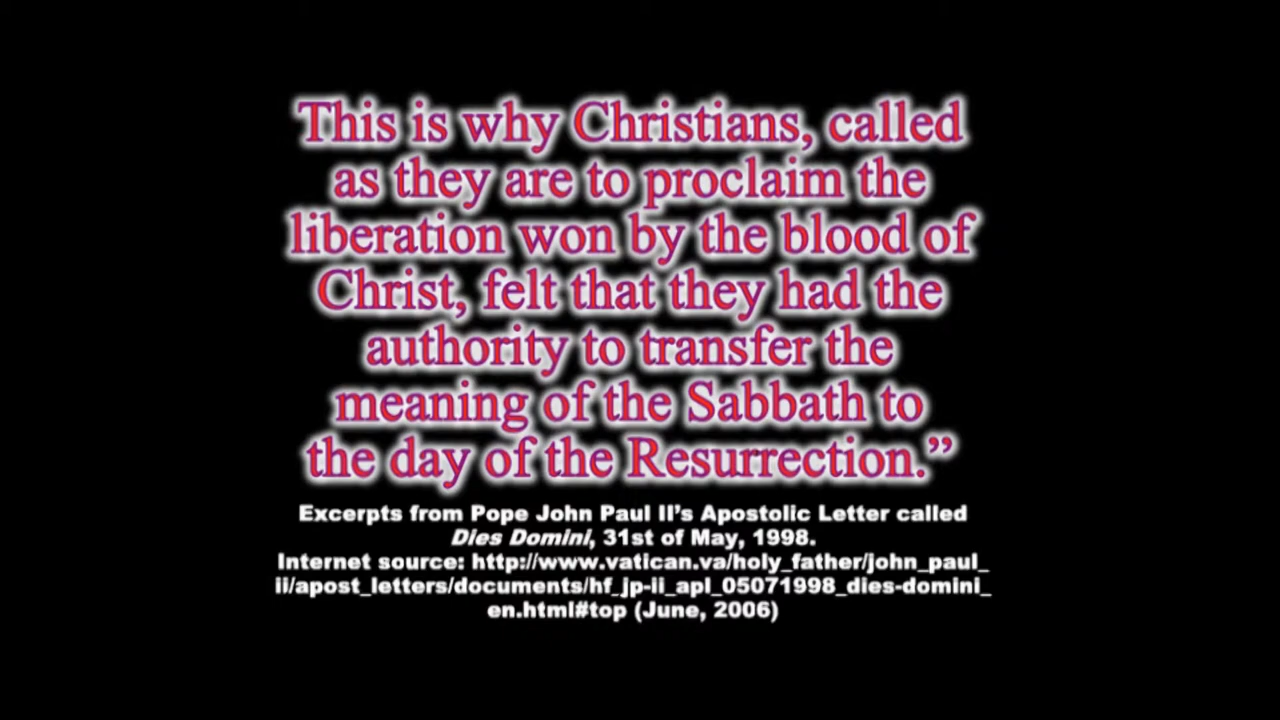 This is why Christians, called
as they are to proclaim the
liberation won by the blood of
Christ, felt that they had the
authority to transfer the
meaning of the Sabbath to
the day of the Resurrection.”
Excerpts from Pope John Paul II’s Apostolic Letter called
Dies Domini, 31st of May, 1998.
Internet source: http://www.vatican.va/holy_father/john_paul_
ii/apost_letters/documents/hf_jp-ii_apl_05071998_dies-domini_
en.html#top (June, 2006)